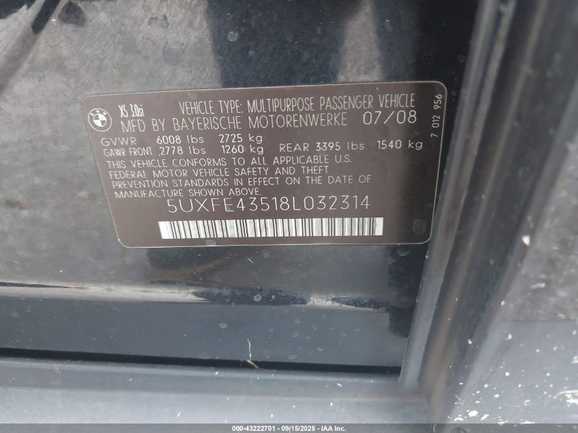 BMW
X5 3.0si
VEHICLE TYPE: MULTIPURPOSE PASSENGER VEHICLE
MFD BY BAYERISCHE MOTORENWERKE 07/08
GVWR 6008 lbs 2725 kg
GAWR FRONT 2778 lbs 1260 kg REAR 3395 lbs 1540 kg
THIS VEHICLE CONFORMS TO ALL APPLICABLE
FEDERAL MOTOR VEHICLE SAFETY AND THEFT
PREVENTION STANDARDS IN EFFECT ON THE DATE OF
MANUFACTURE SHOWN ABOVE.
5UXFE43518L032314
7 012 956
000-43222701 - 09/15/2025 - IAA Inc.